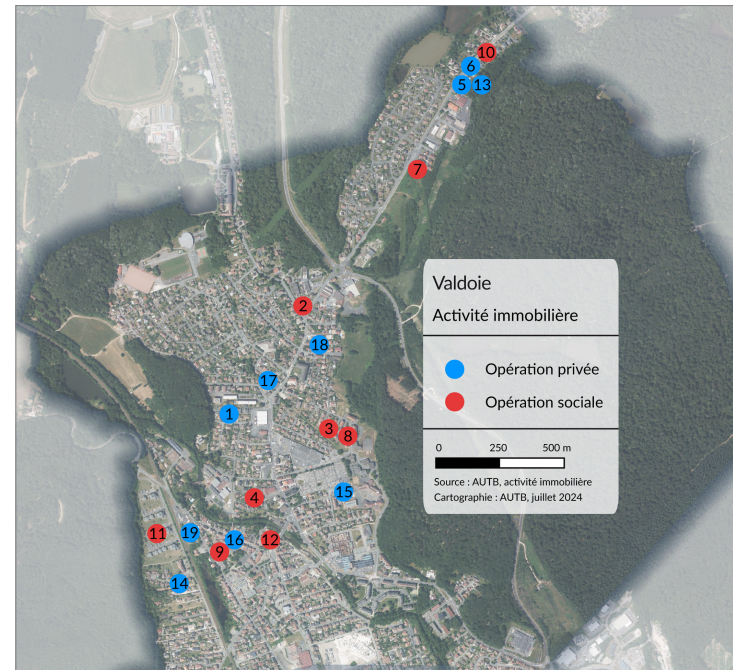 10
6
5 13
7
Valdoie
Activité immobilière
2
18
Opération privée
17
Opération sociale
1
3
8
0 250 500 m
Source : AUTB, activité immobilière
Cartographie : AUTB, juillet 2024
15
4
11
19
16
12
9
14